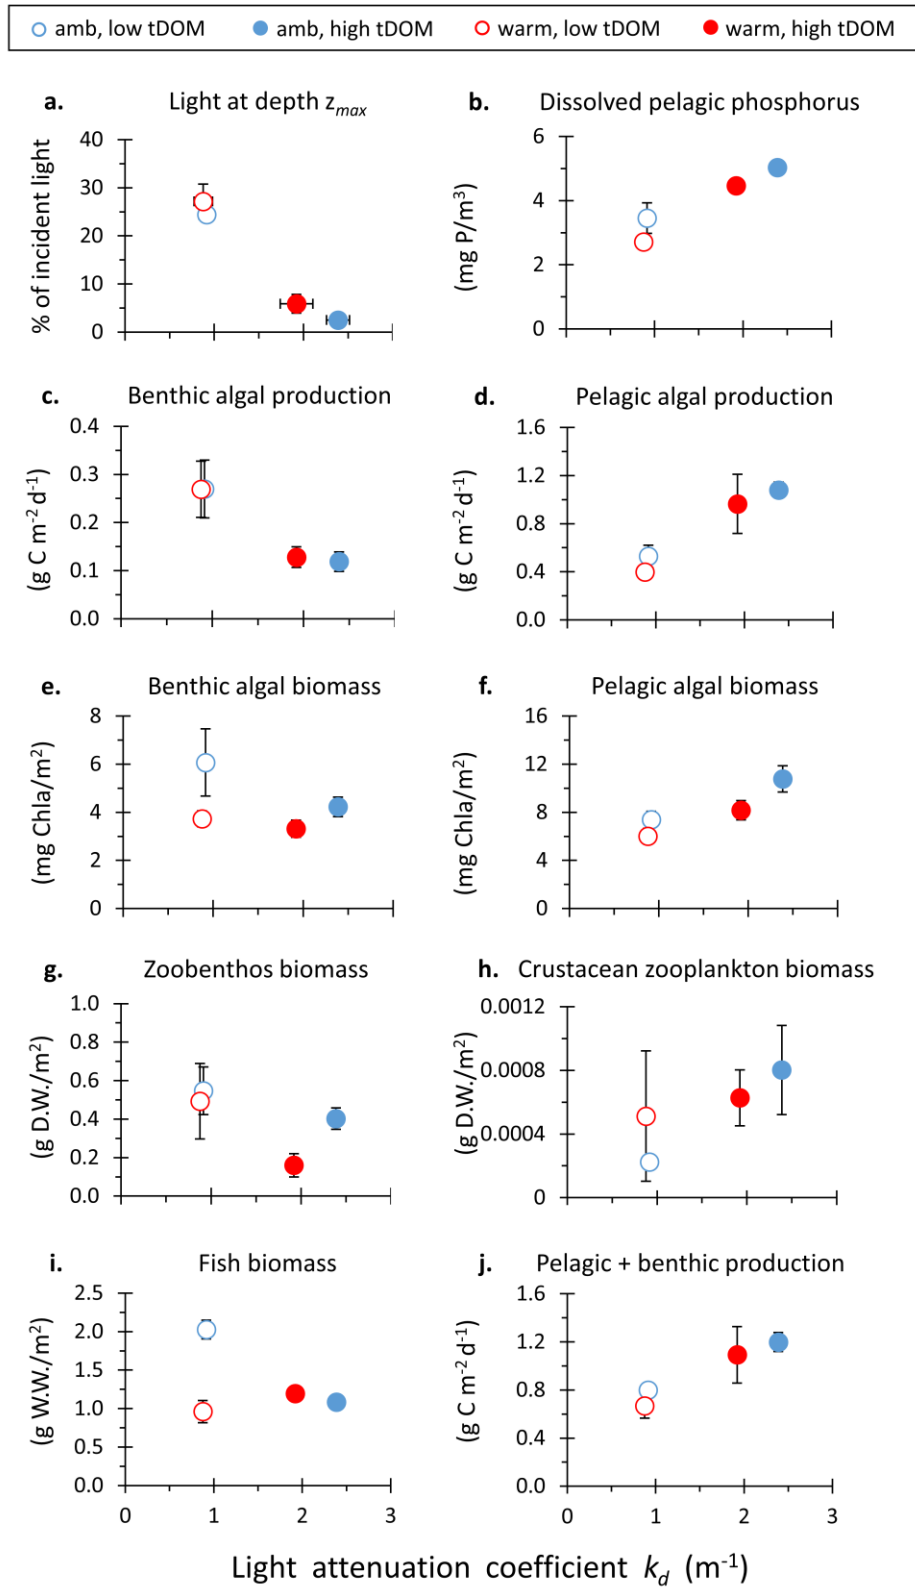 amb, low tDOM amb, high tDOM warm, low tDOM warm, high tDOM
a. Light at depth zmax
% of incident light
40
30
20
10
0
b. Dissolved pelagic phosphorus
(mg P/m³)
6
4
2
0
c. Benthic algal production
(g C m⁻² d⁻¹)
0.4
0.3
0.2
0.1
0.0
d. Pelagic algal production
(g C m⁻² d⁻¹)
1.6
1.2
0.8
0.4
0.0
e. Benthic algal biomass
(mg Chla/m²)
8
6
4
2
0
f. Pelagic algal biomass
(mg Chla/m²)
16
12
8
4
0
g. Zoobenthos biomass
(g D.W./m²)
1.0
0.8
0.6
0.4
0.2
0.0
h. Crustacean zooplankton biomass
(g D.W./m²)
0.0012
0.0008
0.0004
0
i. Fish biomass
(g W.W./m²)
2.5
2.0
1.5
1.0
0.5
0.0
0 1 2 3
j. Pelagic + benthic production
(g C m⁻² d⁻¹)
1.6
1.2
0.8
0.4
0.0
0 1 2 3
Light attenuation coefficient kd (m⁻¹)